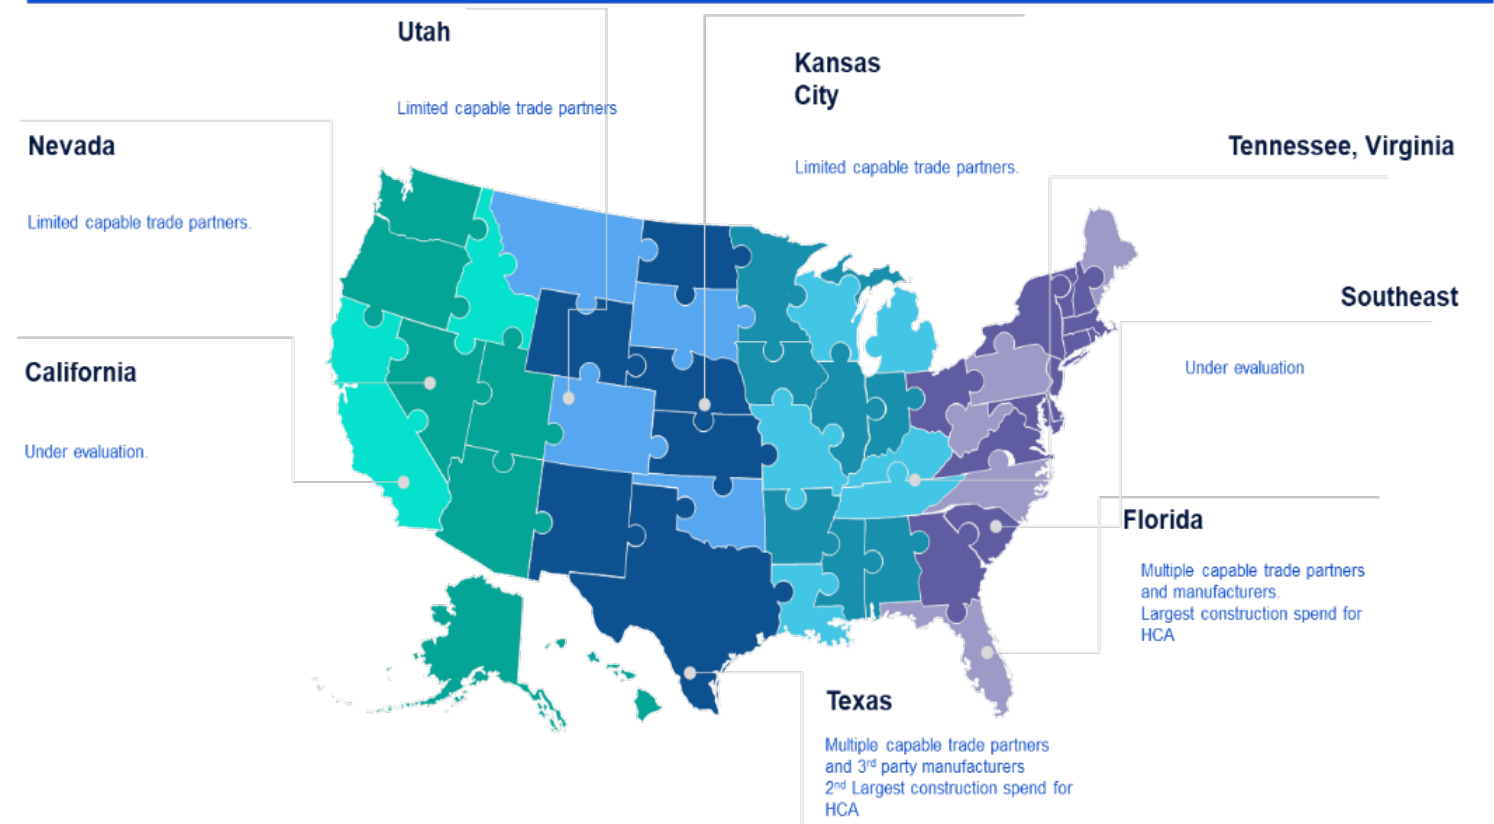 Utah
Limited capable trade partners
Kansas
City
Limited capable trade partners.
Nevada
Limited capable trade partners.
Tennessee, Virginia
Southeast
Under evaluation
California
Under evaluation.
Florida
Multiple capable trade partners
and manufacturers.
Largest construction spend for
HCA
Texas
Multiple capable trade partners
and 3rd party manufacturers
2nd Largest construction spend for
HCA